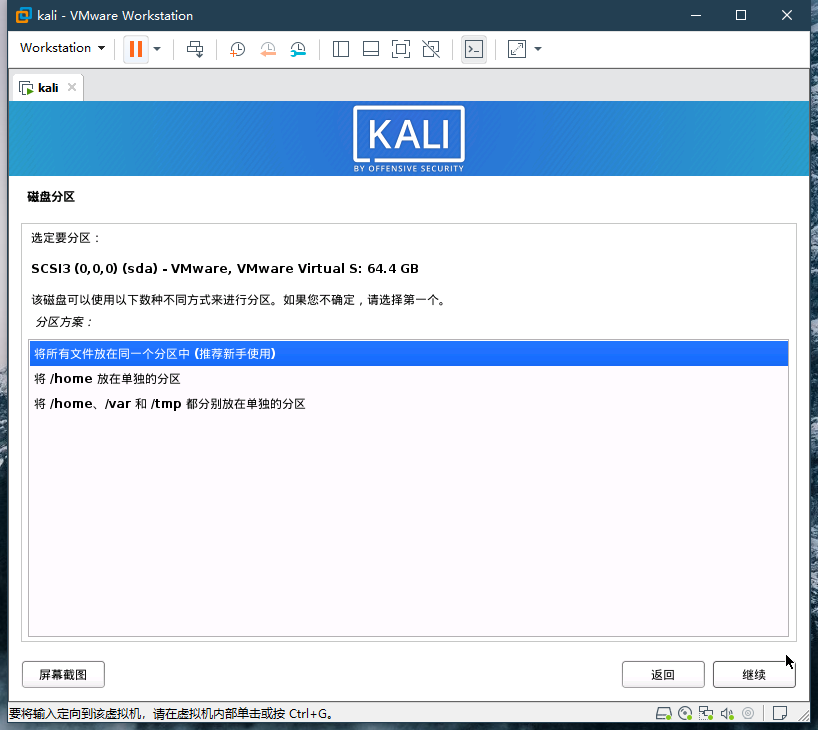 kali - VMware Workstation
Workstation
kali
KALI
BY OFFENSIVE SECURITY
磁盘分区
选定要分区：
SCSI3 (0,0,0) (sda) - VMware, VMware Virtual S: 64.4 GB
该磁盘可以使用以下数种不同方式来进行分区。如果您不确定，请选择第一个。
分区方案：
将所有文件放在同一个分区中 (推荐新手使用)
将 /home 放在单独的分区
将 /home、/var 和 /tmp 都分别放在单独的分区
屏幕截图
返回
继续
要将输入定向到该虚拟机，请在虚拟机内部单击或按 Ctrl+G。